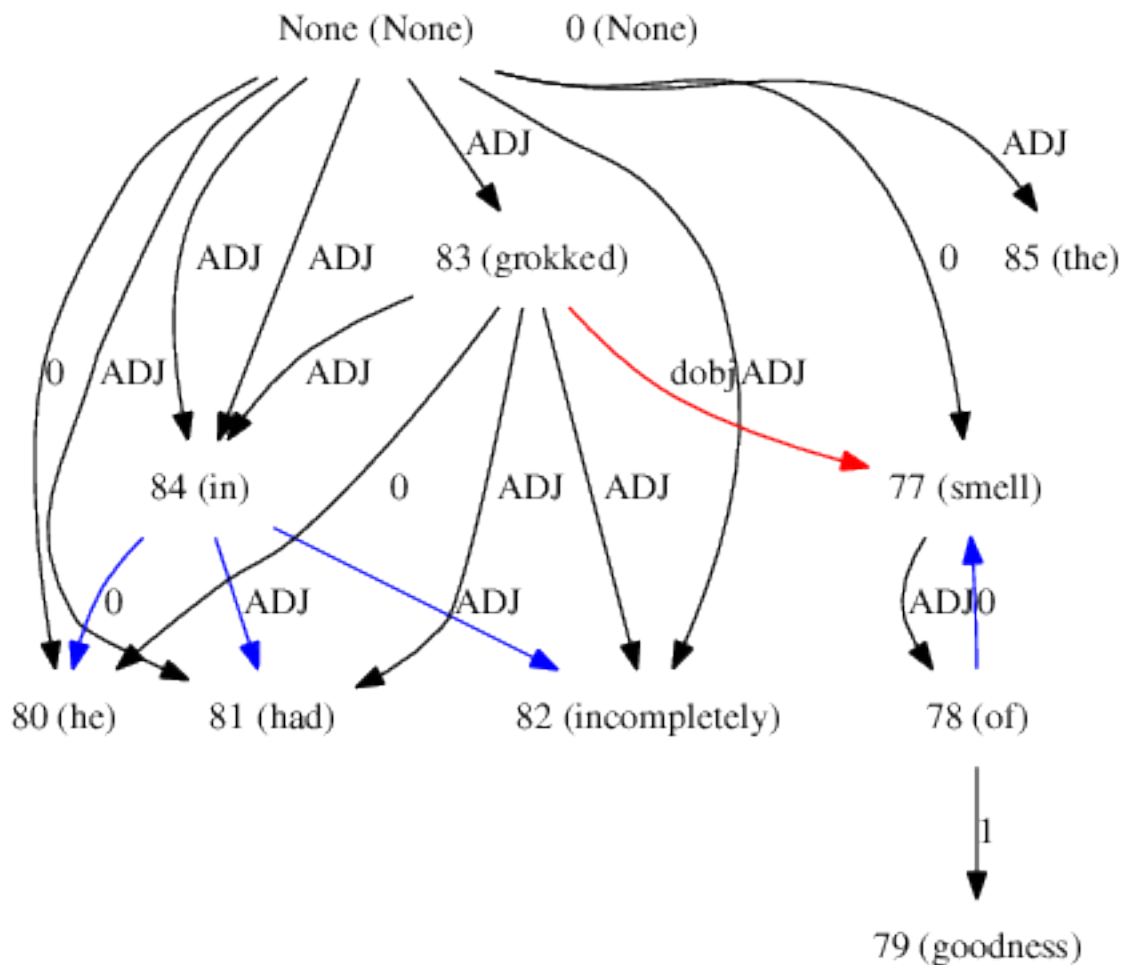 None (None) 0 (None)
ADJ ADJ
ADJ ADJ 83 (grokked) 0 85 (the)
0 ADJ ADJ dobj ADJ
84 (in) 0 ADJ ADJ 77 (smell)
0 ADJ ADJ ADJ 0
80 (he) 81 (had) 82 (incompletely) 78 (of)
1
79 (goodness)